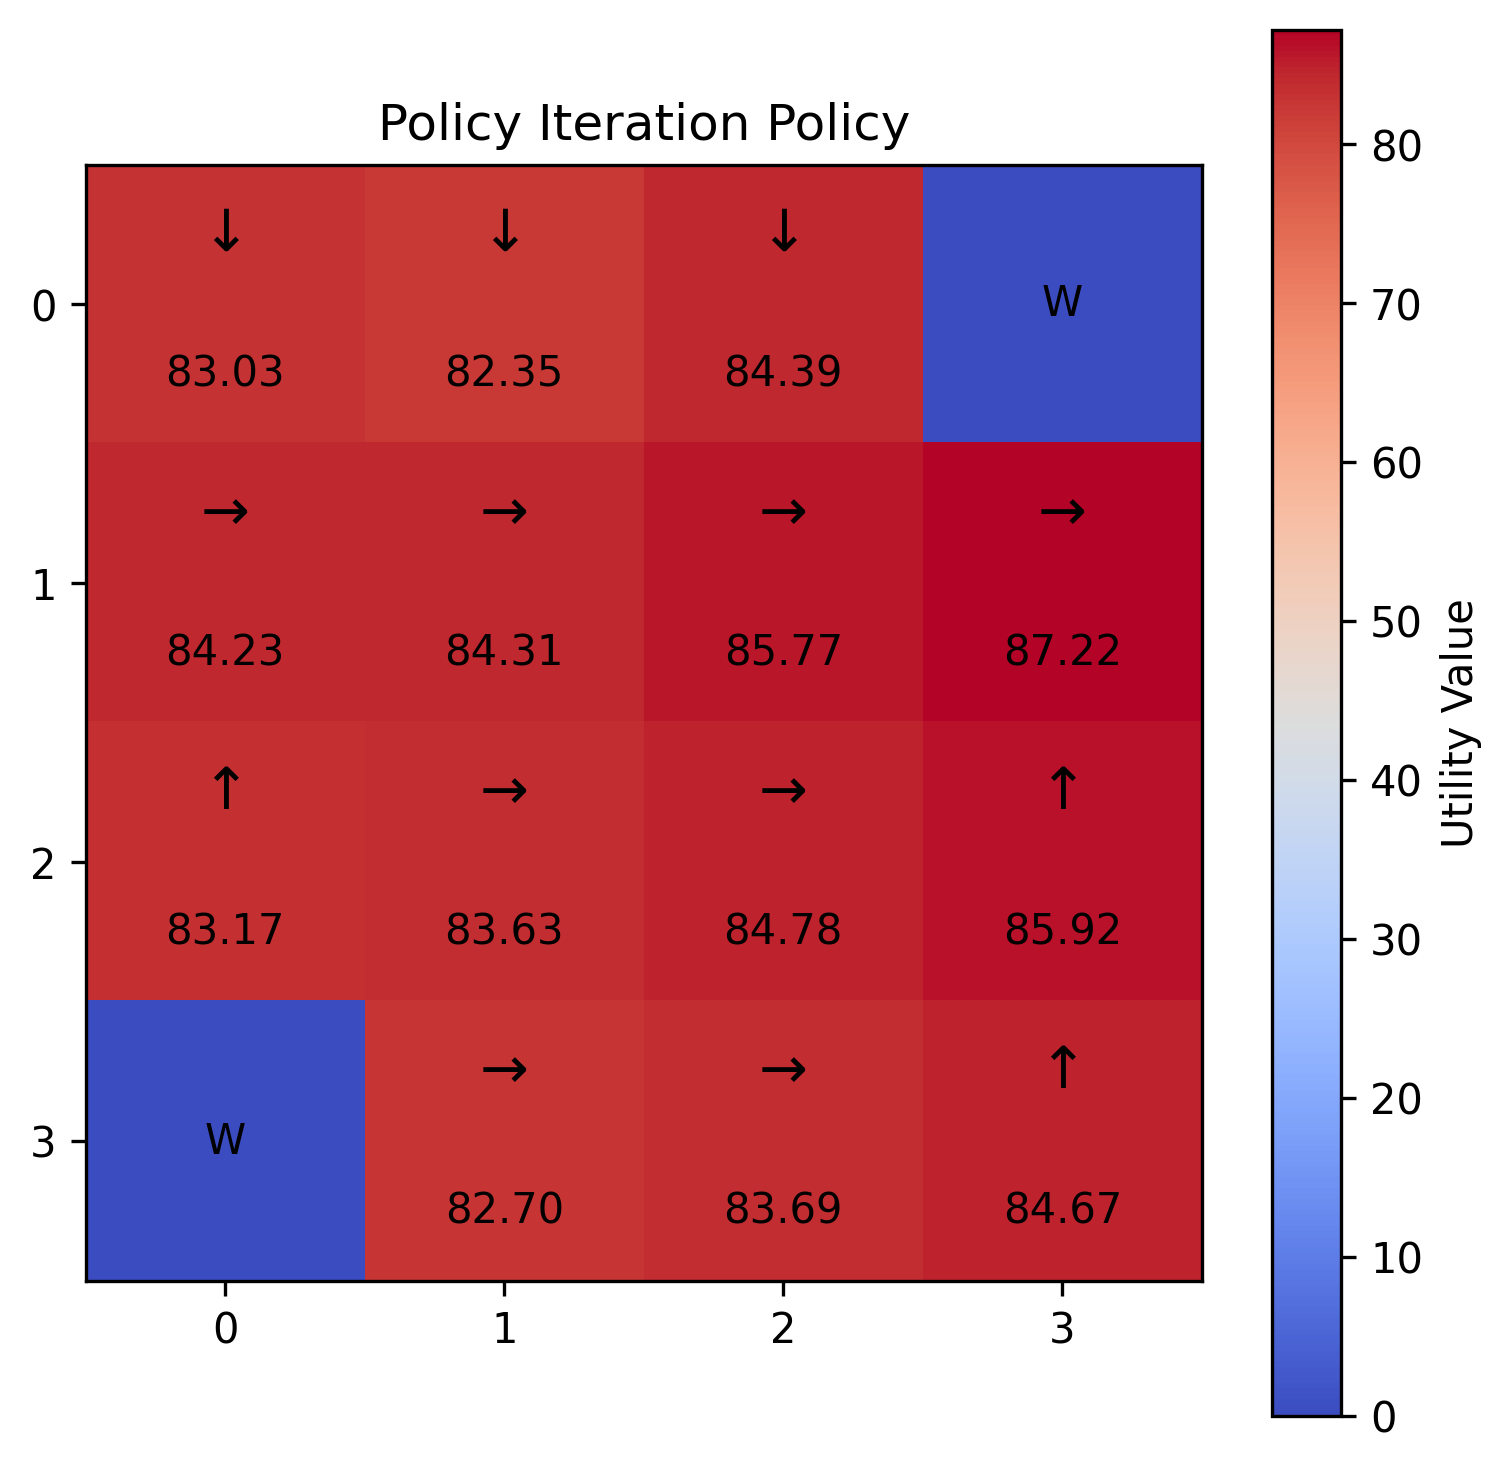 Policy Iteration Policy
0
↓ ↓ ↓
W
83.03 82.35 84.39
1
→ → → →
84.23 84.31 85.77 87.22
2
↑ → → ↑
83.17 83.63 84.78 85.92
3
→ → ↑
W
82.70 83.69 84.67
0 1 2 3
80
70
60
50
40
30
20
10
0
Utility Value